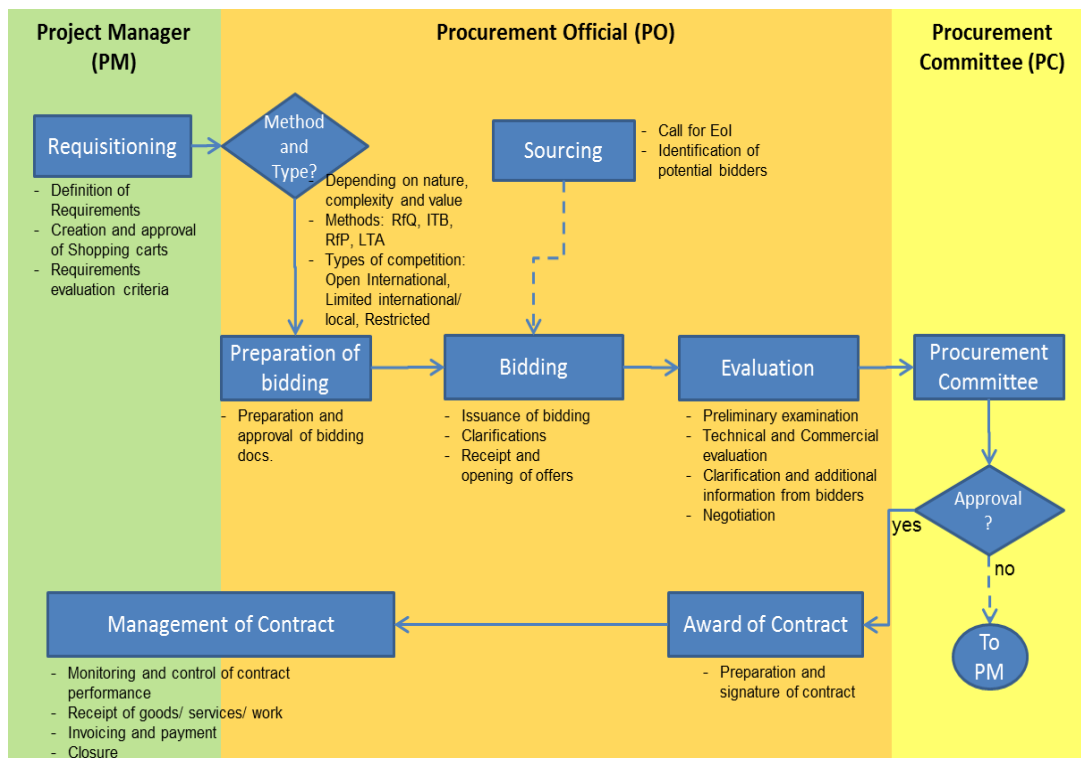 Project Manager
(PM)
Procurement Official (PO)
Procurement
Committee (PC)
Requisitioning
- Definition of
Requirements
- Creation and approval
of Shopping carts
- Requirements
evaluation criteria
Method
and
Type?
- Depending on nature,
complexity and value
- Methods: RfQ, ITB,
RfP, LTA
- Types of competition:
Open International,
Limited international/
local, Restricted
Sourcing
- Call for EoI
- Identification of
potential bidders
Preparation of
bidding
- Preparation and
approval of bidding
docs.
Bidding
- Issuance of bidding
- Clarifications
- Receipt and
opening of offers
Evaluation
- Preliminary examination
- Technical and Commercial
evaluation
- Clarification and additional
information from bidders
- Negotiation
Procurement
Committee
Approval
?
yes
no
To
PM
Award of Contract
- Preparation and
signature of contract
Management of Contract
- Monitoring and control of contract
performance
- Receipt of goods/ services/ work
- Invoicing and payment
- Closure